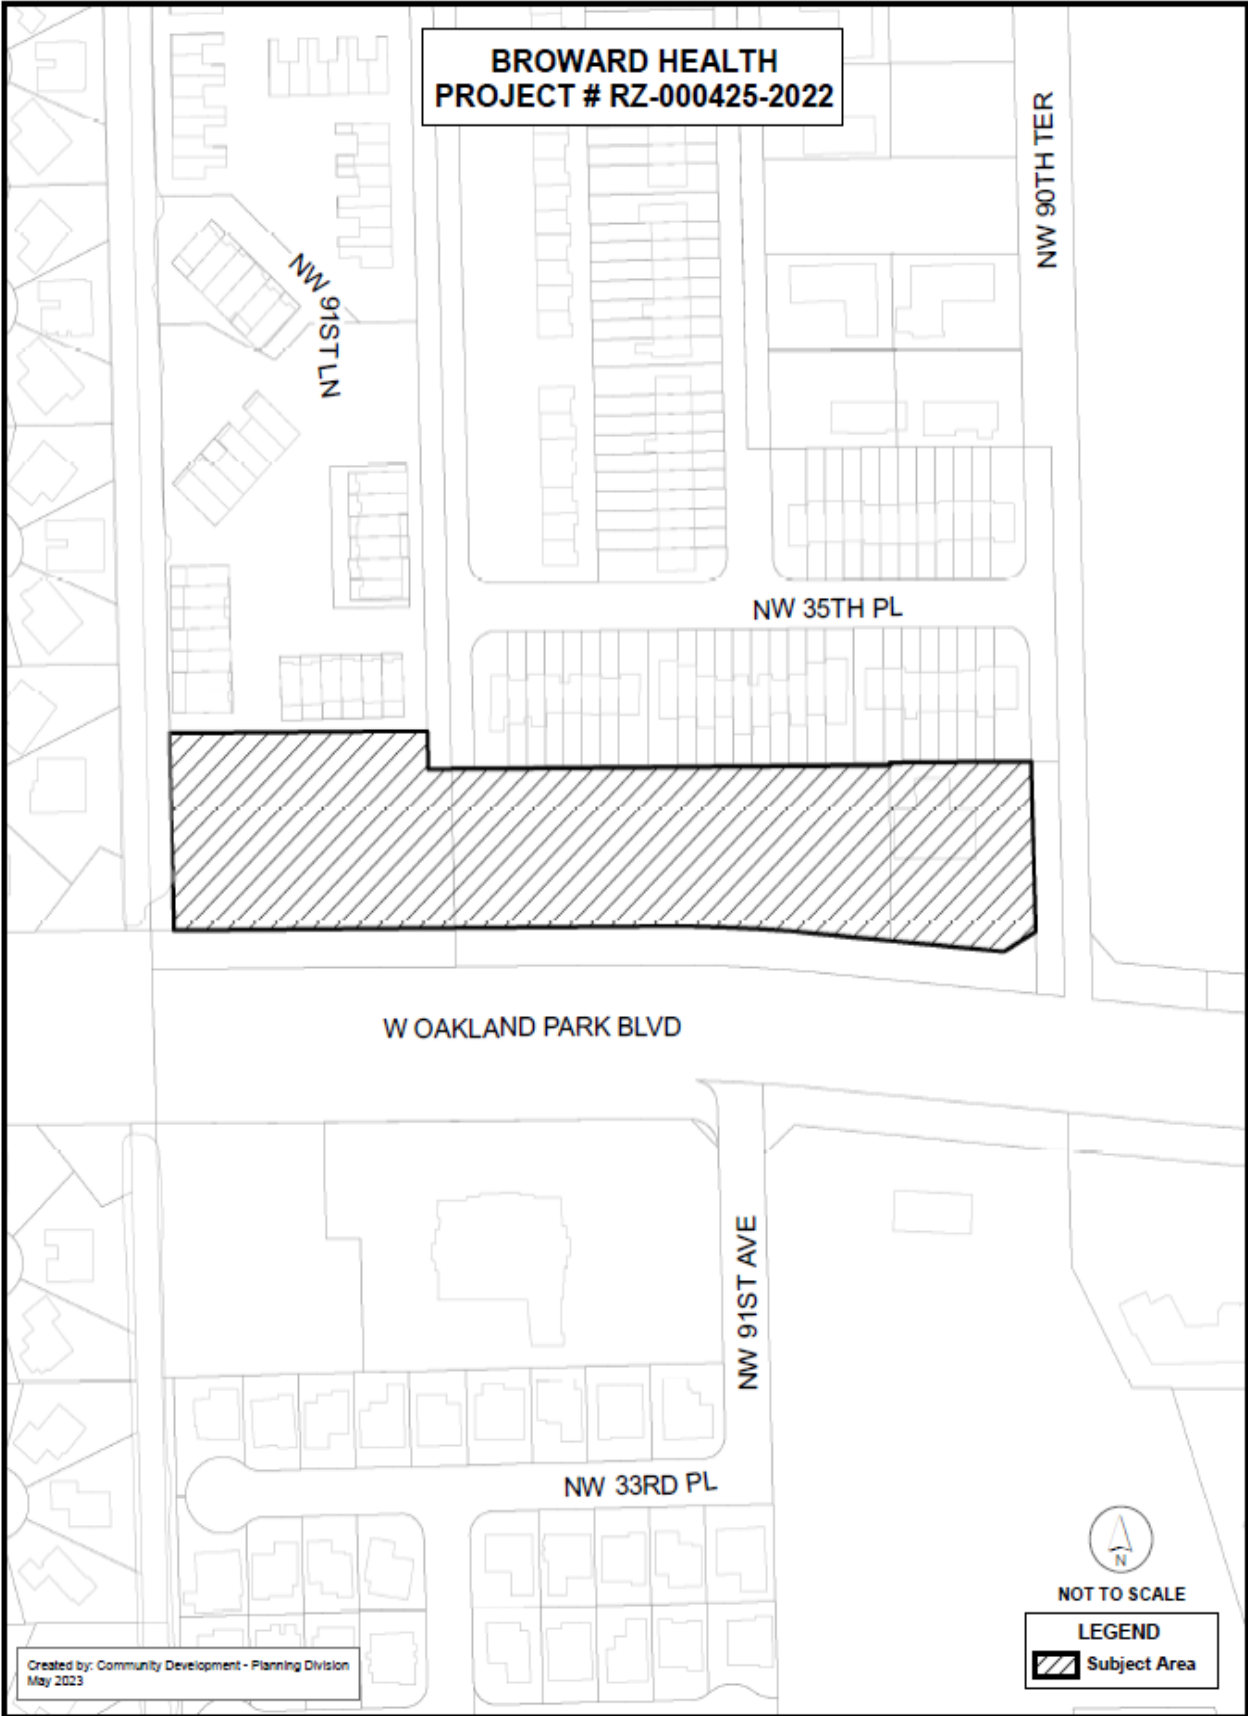 BROWARD HEALTH
PROJECT # RZ-000425-2022
NW 90TH TER
NW 91ST LN
NW 35TH PL
W OAKLAND PARK BLVD
NW 91ST AVE
NW 33RD PL
N
NOT TO SCALE
LEGEND
Subject Area
Created by: Community Development - Planning Division
May 2023